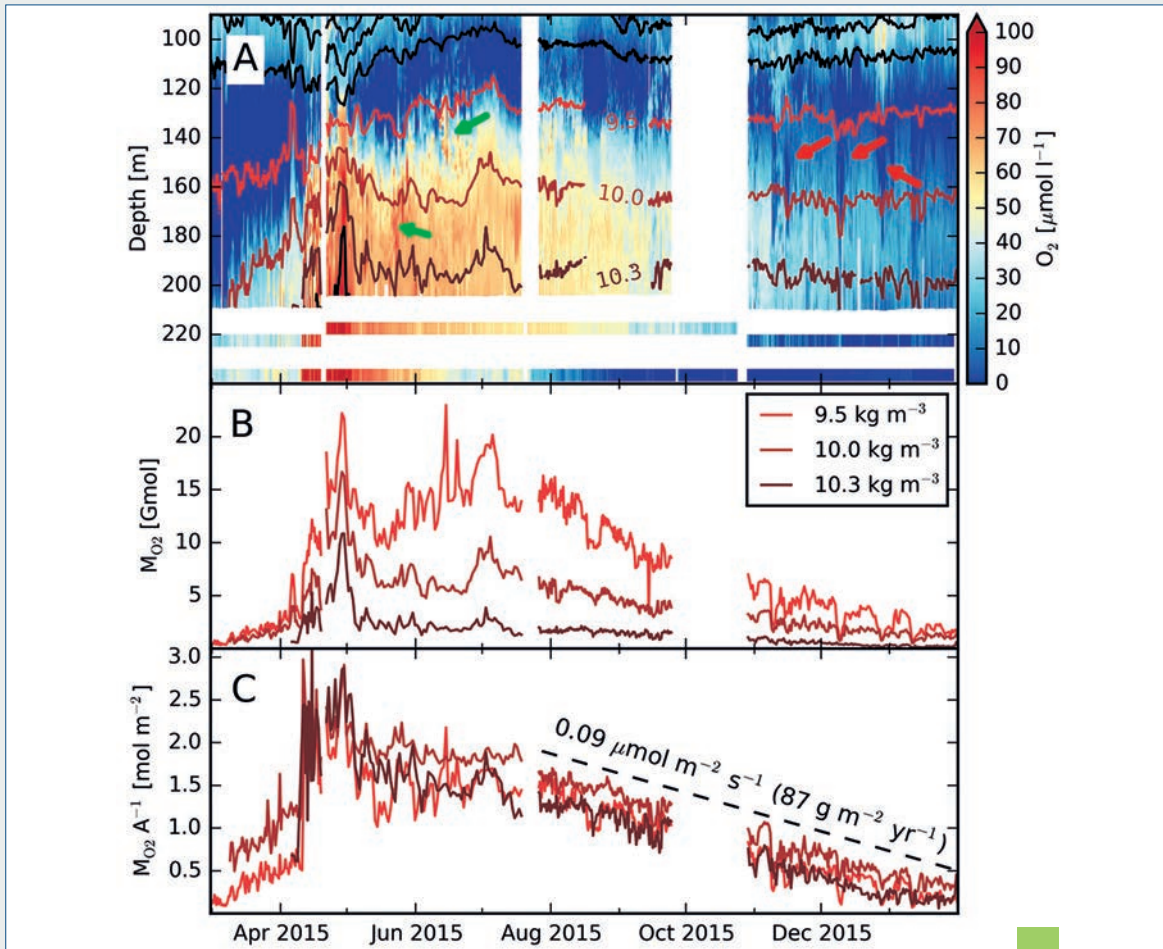 A
100
120
140
160
180
200
220
Depth [m]
9.5
10.0
10.3
100
90
80
70
60
50
40
30
20
10
0
O₂ [μmol l⁻¹]
B
20
15
10
5
M_O₂ [Gmol]
9.5 kg m⁻³
10.0 kg m⁻³
10.3 kg m⁻³
C
3.0
2.5
2.0
1.5
1.0
0.5
M_O₂ A⁻¹ [mol m⁻²]
0.09 μmol m⁻² s⁻¹ (87 g m⁻² yr⁻¹)
Apr 2015 Jun 2015 Aug 2015 Oct 2015 Dec 2015